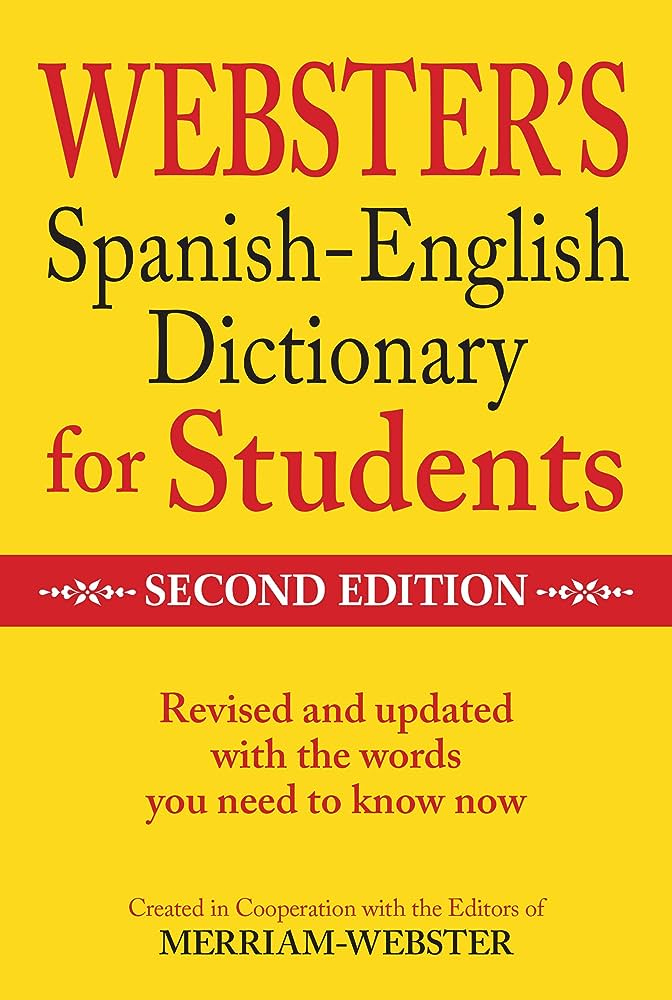 WEBSTER'S
Spanish-English
Dictionary
for Students
SECOND EDITION
Revised and updated
with the words
you need to know now
Created in Cooperation with the Editors of
MERRIAM-WEBSTER